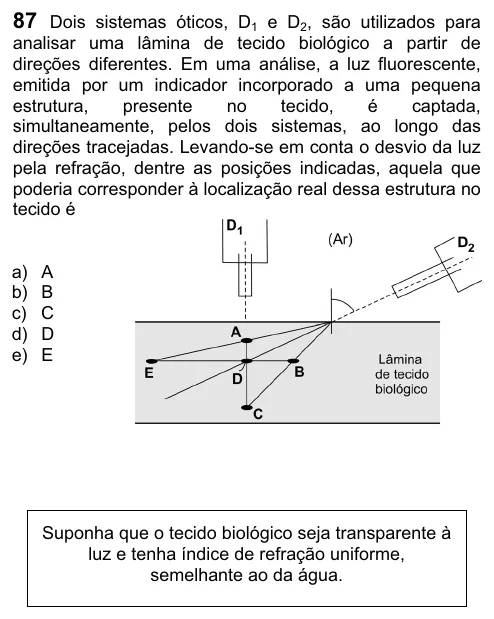 87 Dois sistemas óticos, D₁ e D₂, são utilizados para
analisar uma lâmina de tecido biológico a partir de
direções diferentes. Em uma análise, a luz fluorescente,
emitida por um indicador incorporado a uma pequena
estrutura, presente no tecido, é captada,
simultaneamente, pelos dois sistemas, ao longo das
direções tracejadas. Levando-se em conta o desvio da luz
pela refração, dentre as posições indicadas, aquela que
poderia corresponder à localização real dessa estrutura no
tecido é
a) A
b) B
c) C
d) D
e) E
D₁
(Ar)
D₂
A
E
D
B
C
Lâmina
de tecido
biológico
Suponha que o tecido biológico seja transparente à
luz e tenha índice de refração uniforme,
semelhante ao da água.